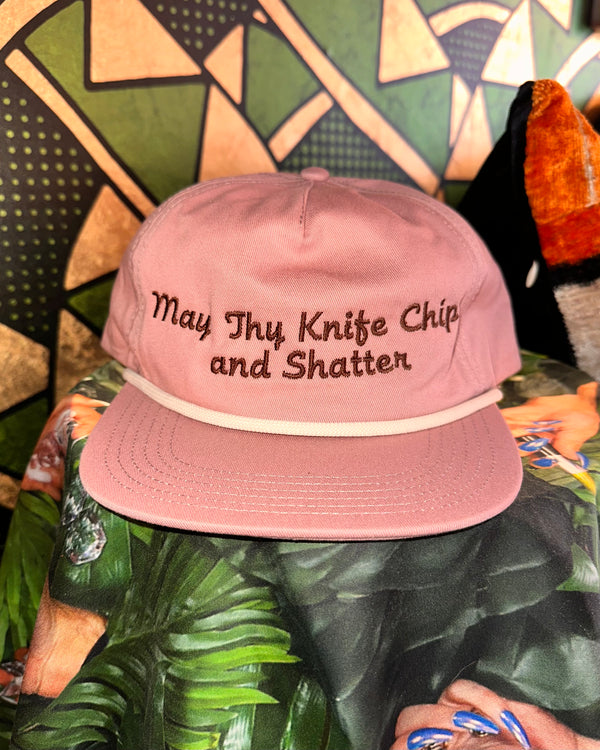 May Thy Knife Chip
and Shatter